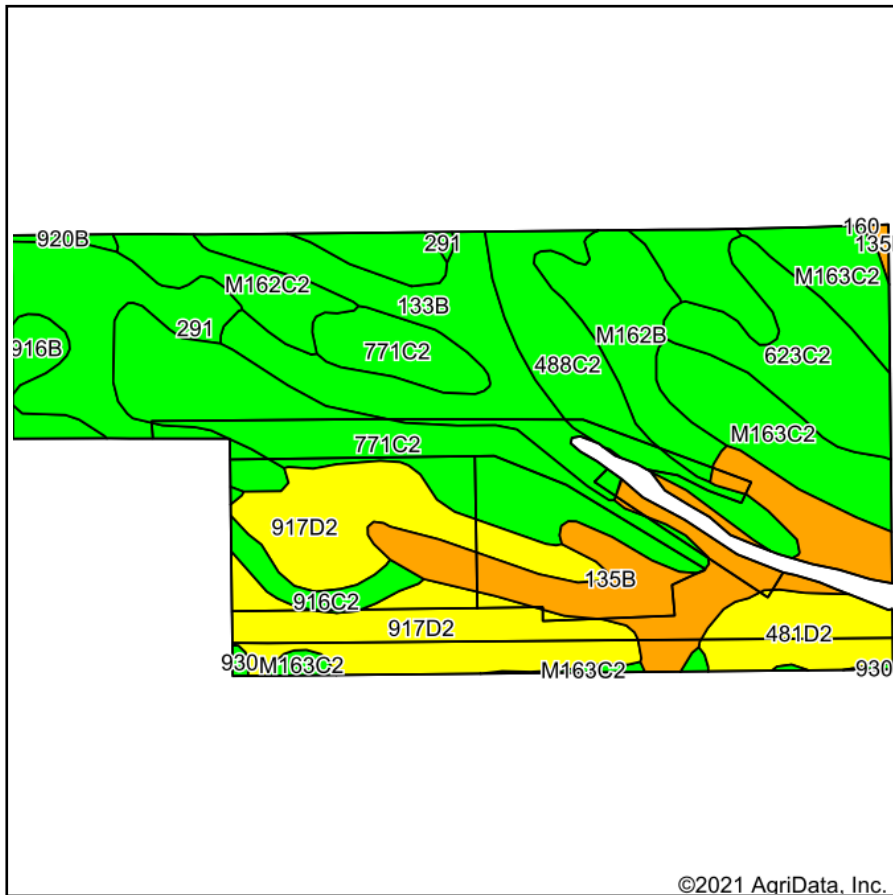 920B
291
160
135
M162C2
M163C2
133B
291
M162B
916B
771C2
488C2
623C2
M163C2
771C2
917D2
135B
916C2
917D2
481D2
930
M163C2
M163C2
930
©2021 AgriData, Inc.